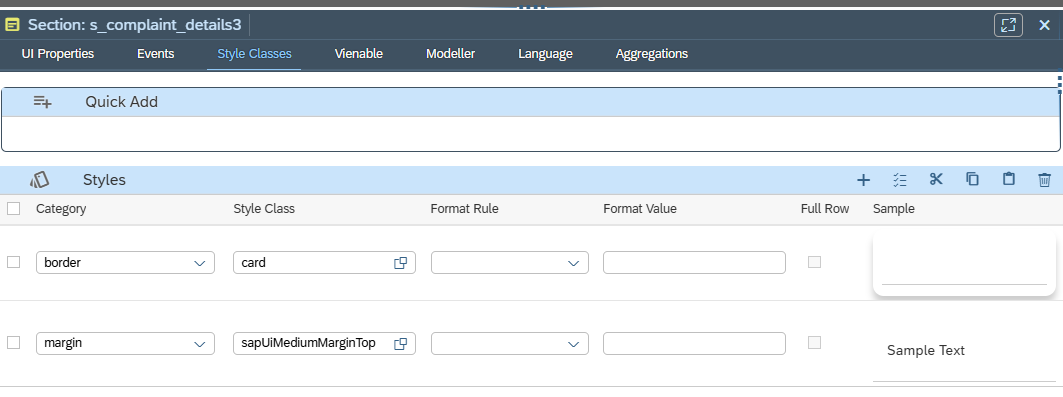 Section: s_complaint_details3
UI Properties Events Style Classes Vienable Modeller Language Aggregations
Quick Add
Styles
Category Style Class Format Rule Format Value Full Row Sample
border card
margin sapUiMediumMarginTop Sample Text